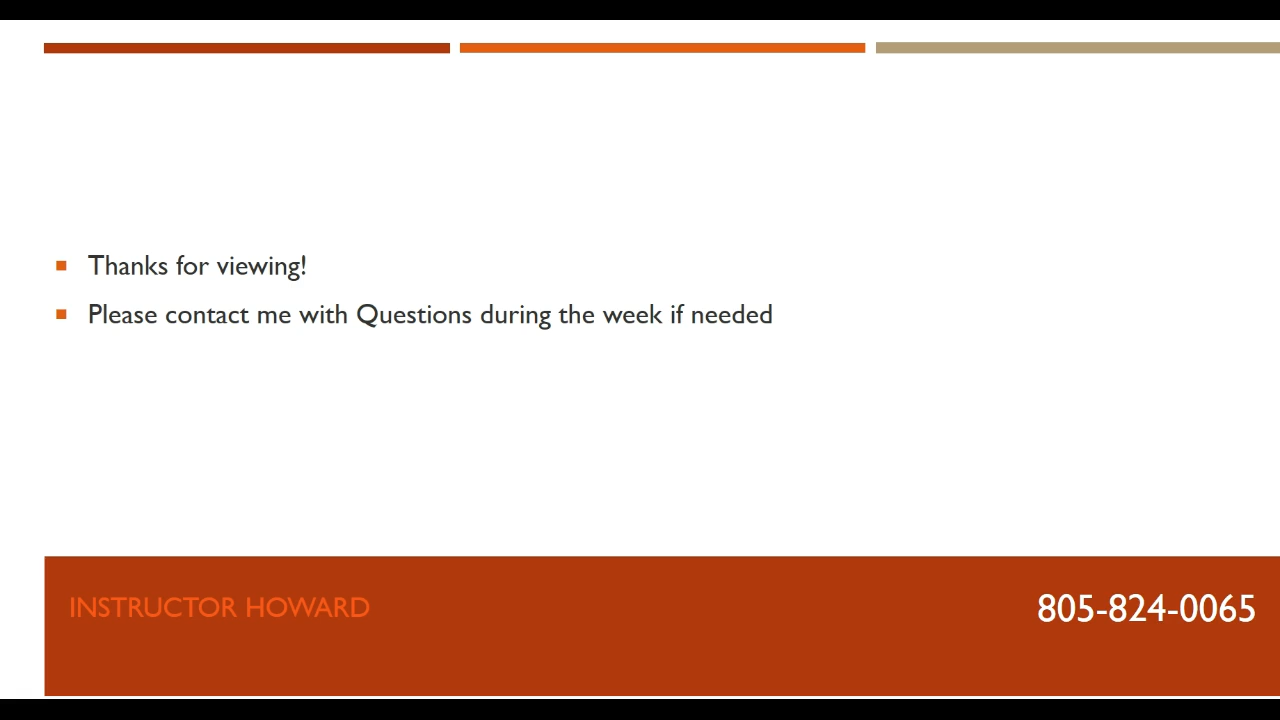 Thanks for viewing!
Please contact me with Questions during the week if needed
INSTRUCTOR HOWARD
805-824-0065